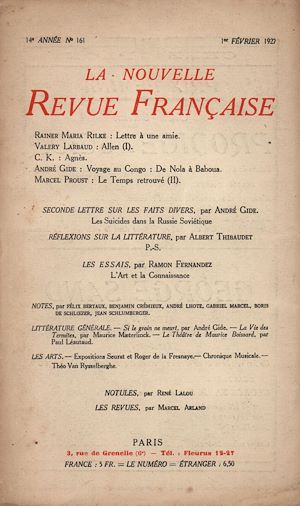 14e ANNÉE No 161
1er FÉVRIER 1927
LA NOUVELLE
REVUE FRANÇAISE
RAINER MARIA RILKE : Lettre à une amie.
VALERY LARBAUD : Allen (I).
C. K. : Agnès.
ANDRÉ GIDE : Voyage au Congo : De Nola à Baboua.
MARCEL PROUST : Le Temps retrouvé (II).
SECONDE LETTRE SUR LES FAITS DIVERS, par ANDRÉ GIDE.
Les Suicides dans la Russie Soviétique
RÉFLEXIONS SUR LA LITTÉRATURE, par ALBERT THIBAUDET
P.-S.
LES ESSAIS, par RAMON FERNANDEZ
L'Art et la Connaissance
NOTES, par FÉLIX BERTAUX, BENJAMIN CRÉMIEUX, ANDRÉ LHOTE, GABRIEL MARCEL, BORIS
DE SCHLŒZER, JEAN SCHLUMBERGER.
LITTÉRATURE GÉNÉRALE. — Si le grain ne meurt, par André Gide. — La Vie des
Termites, par Maurice Maeterlinck. — Le Théâtre de Maurice Boissard, par
Paul Léautaud.
LES ARTS. — Expositions Seurat et Roger de la Fresnaye. — Chronique Musicale. —
Théo Van Rysselberghe.
NOTULES, par RENÉ LALOU
LES REVUES, par MARCEL ARLAND
PARIS
3, rue de Grenelle (6e) — Tél. : Fleurus 12-27
FRANCE : 5 FR. = LE NUMÉRO = ÉTRANGER : 6,50